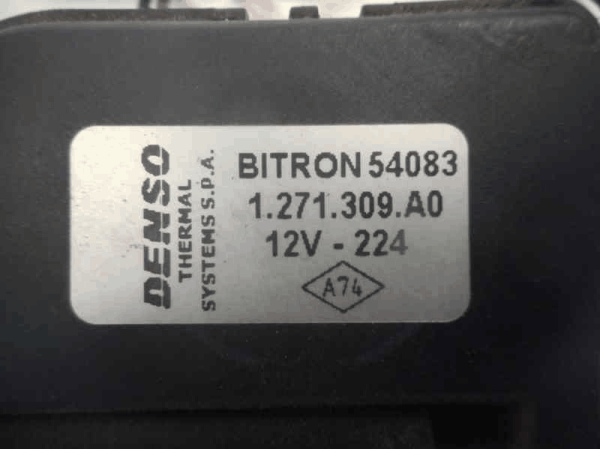 DENSO
THERMAL
SYSTEMS S.P.A.
BITRON 54083
1.271.309.A0
12V - 224
A74